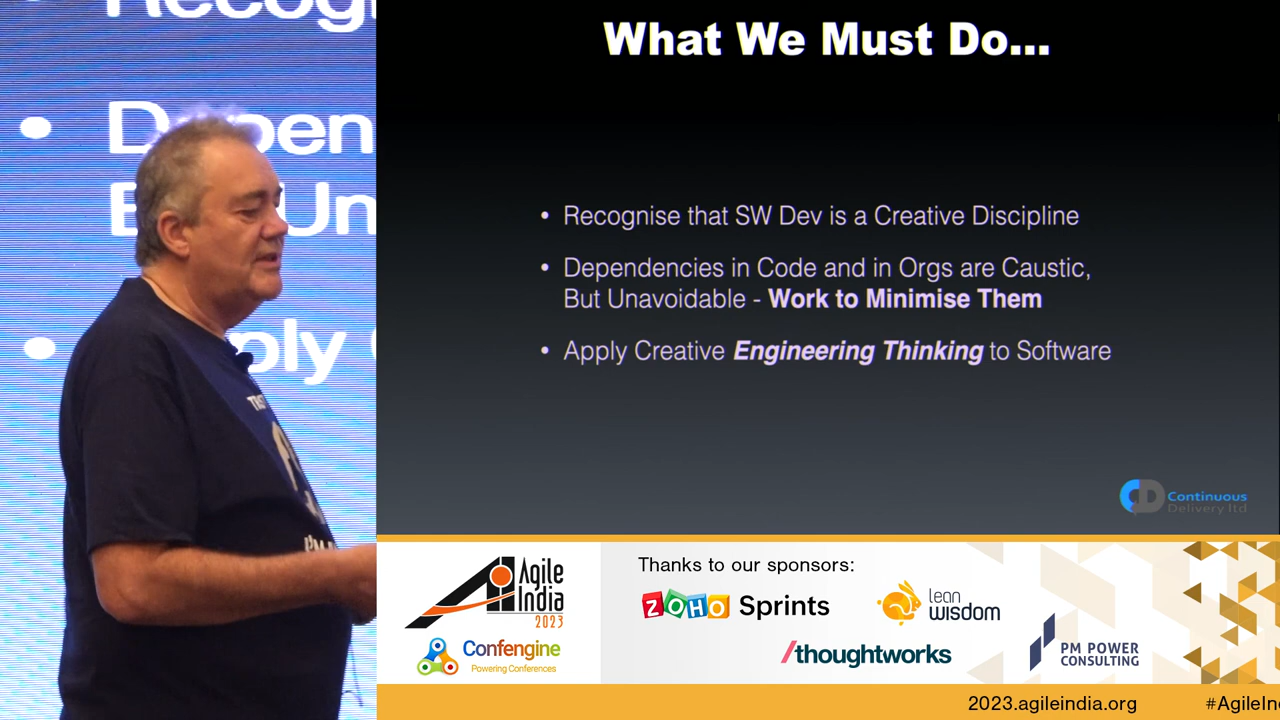 What We Must Do...
• Recognise that SW Dev is a Creative Discipline
• Dependencies in Code and in Orgs are Caustic,
But Unavoidable - Work to Minimise Them
• Apply Creative Engineering Thinking to Software
Continuous
Delivery ltd
Agile
India
2023
Confengine
Powering Conferences
Thanks to our sponsors:
ZOHO Sprints
lean
wisdom
/thoughtworks
PM POWER
CONSULTING
2023.agileindia.org